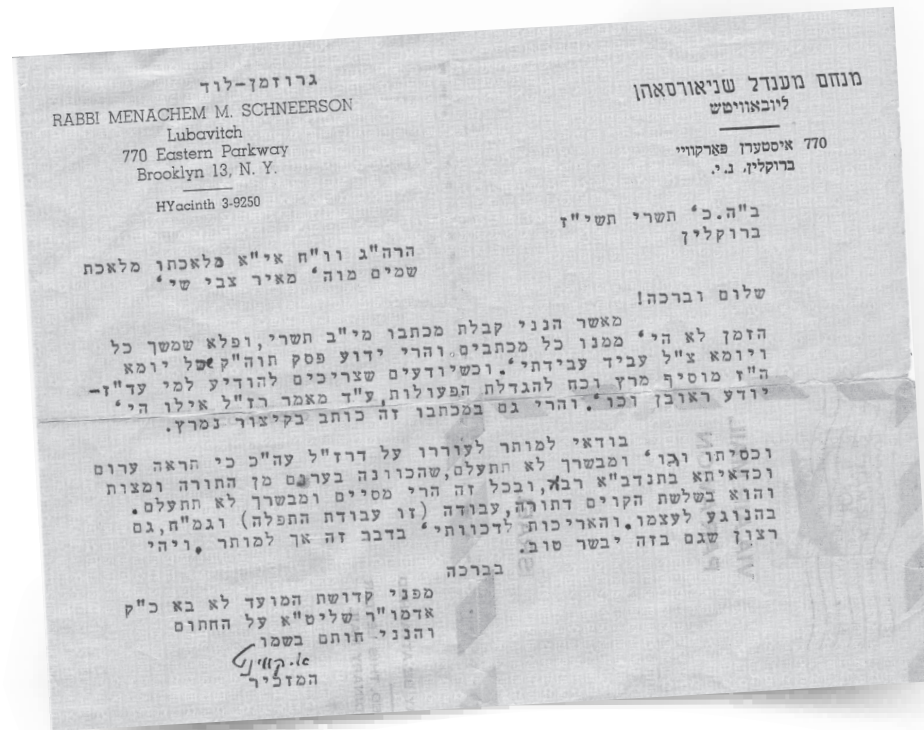 גרוזמן-לוד
RABBI MENACHEM M. SCHNEERSON
Lubavitch
770 Eastern Parkway
Brooklyn 13, N. Y.
HYacinth 3-9250
מנחם מענדל שניאורסאהן
ליובאוויטש
770 איסטערן פארקוויי
ברוקלין, נ.י.
ב"ה. כ' תשרי תשי"ז
ברוקלין
הרה"ג וו"ח אי"א מלאכתו מלאכת
שמים מוה' מאיר צבי שי'
שלום וברכה!
מאשר הנני קבלת מכתבו מי"ב תשרי, ופלא שמשך כל
הזמן לא הי' ממנו כל מכתבים. והרי ידוע פסק תוה"ק של יומא
ויומא צ"ל עביד עבידתי'. וכשיודעים שצריכים להודיע למי עד"ז-
ה"ז מוסיף מרץ וכח להגדלת הפעולות, ע"ד מאמר רז"ל אילו הי'
יודע ראובן וכו'. והרי גם במכתבו זה כותב בקיצור נמרץ.
בודאי למותר לעוררו על דרז"ל עה"כ כי תראה ערום
וכסיתו וגו' ומבשרך לא תתעלם, שהכוונה בערום מן התורה ומצות
וכדאיתא בתנדב"א רבא, ובכל זה הרי מסיים ומבשרך לא תתעלם.
והוא בשלשת הקוים דתורה, עבודה (זו עבודת התפלה) וגמ"ח, גם
בהנוגע לעצמו. והאריכות לדכוותי' בדבר זה אך למותר. ויהי
רצון שגם בזה יבשר טוב.
בברכה
מפני קדושת המועד לא בא כ"ק
אדמו"ר שליט"א על החתום
והנני חותם בשמו
א. קווינט
המזכיר